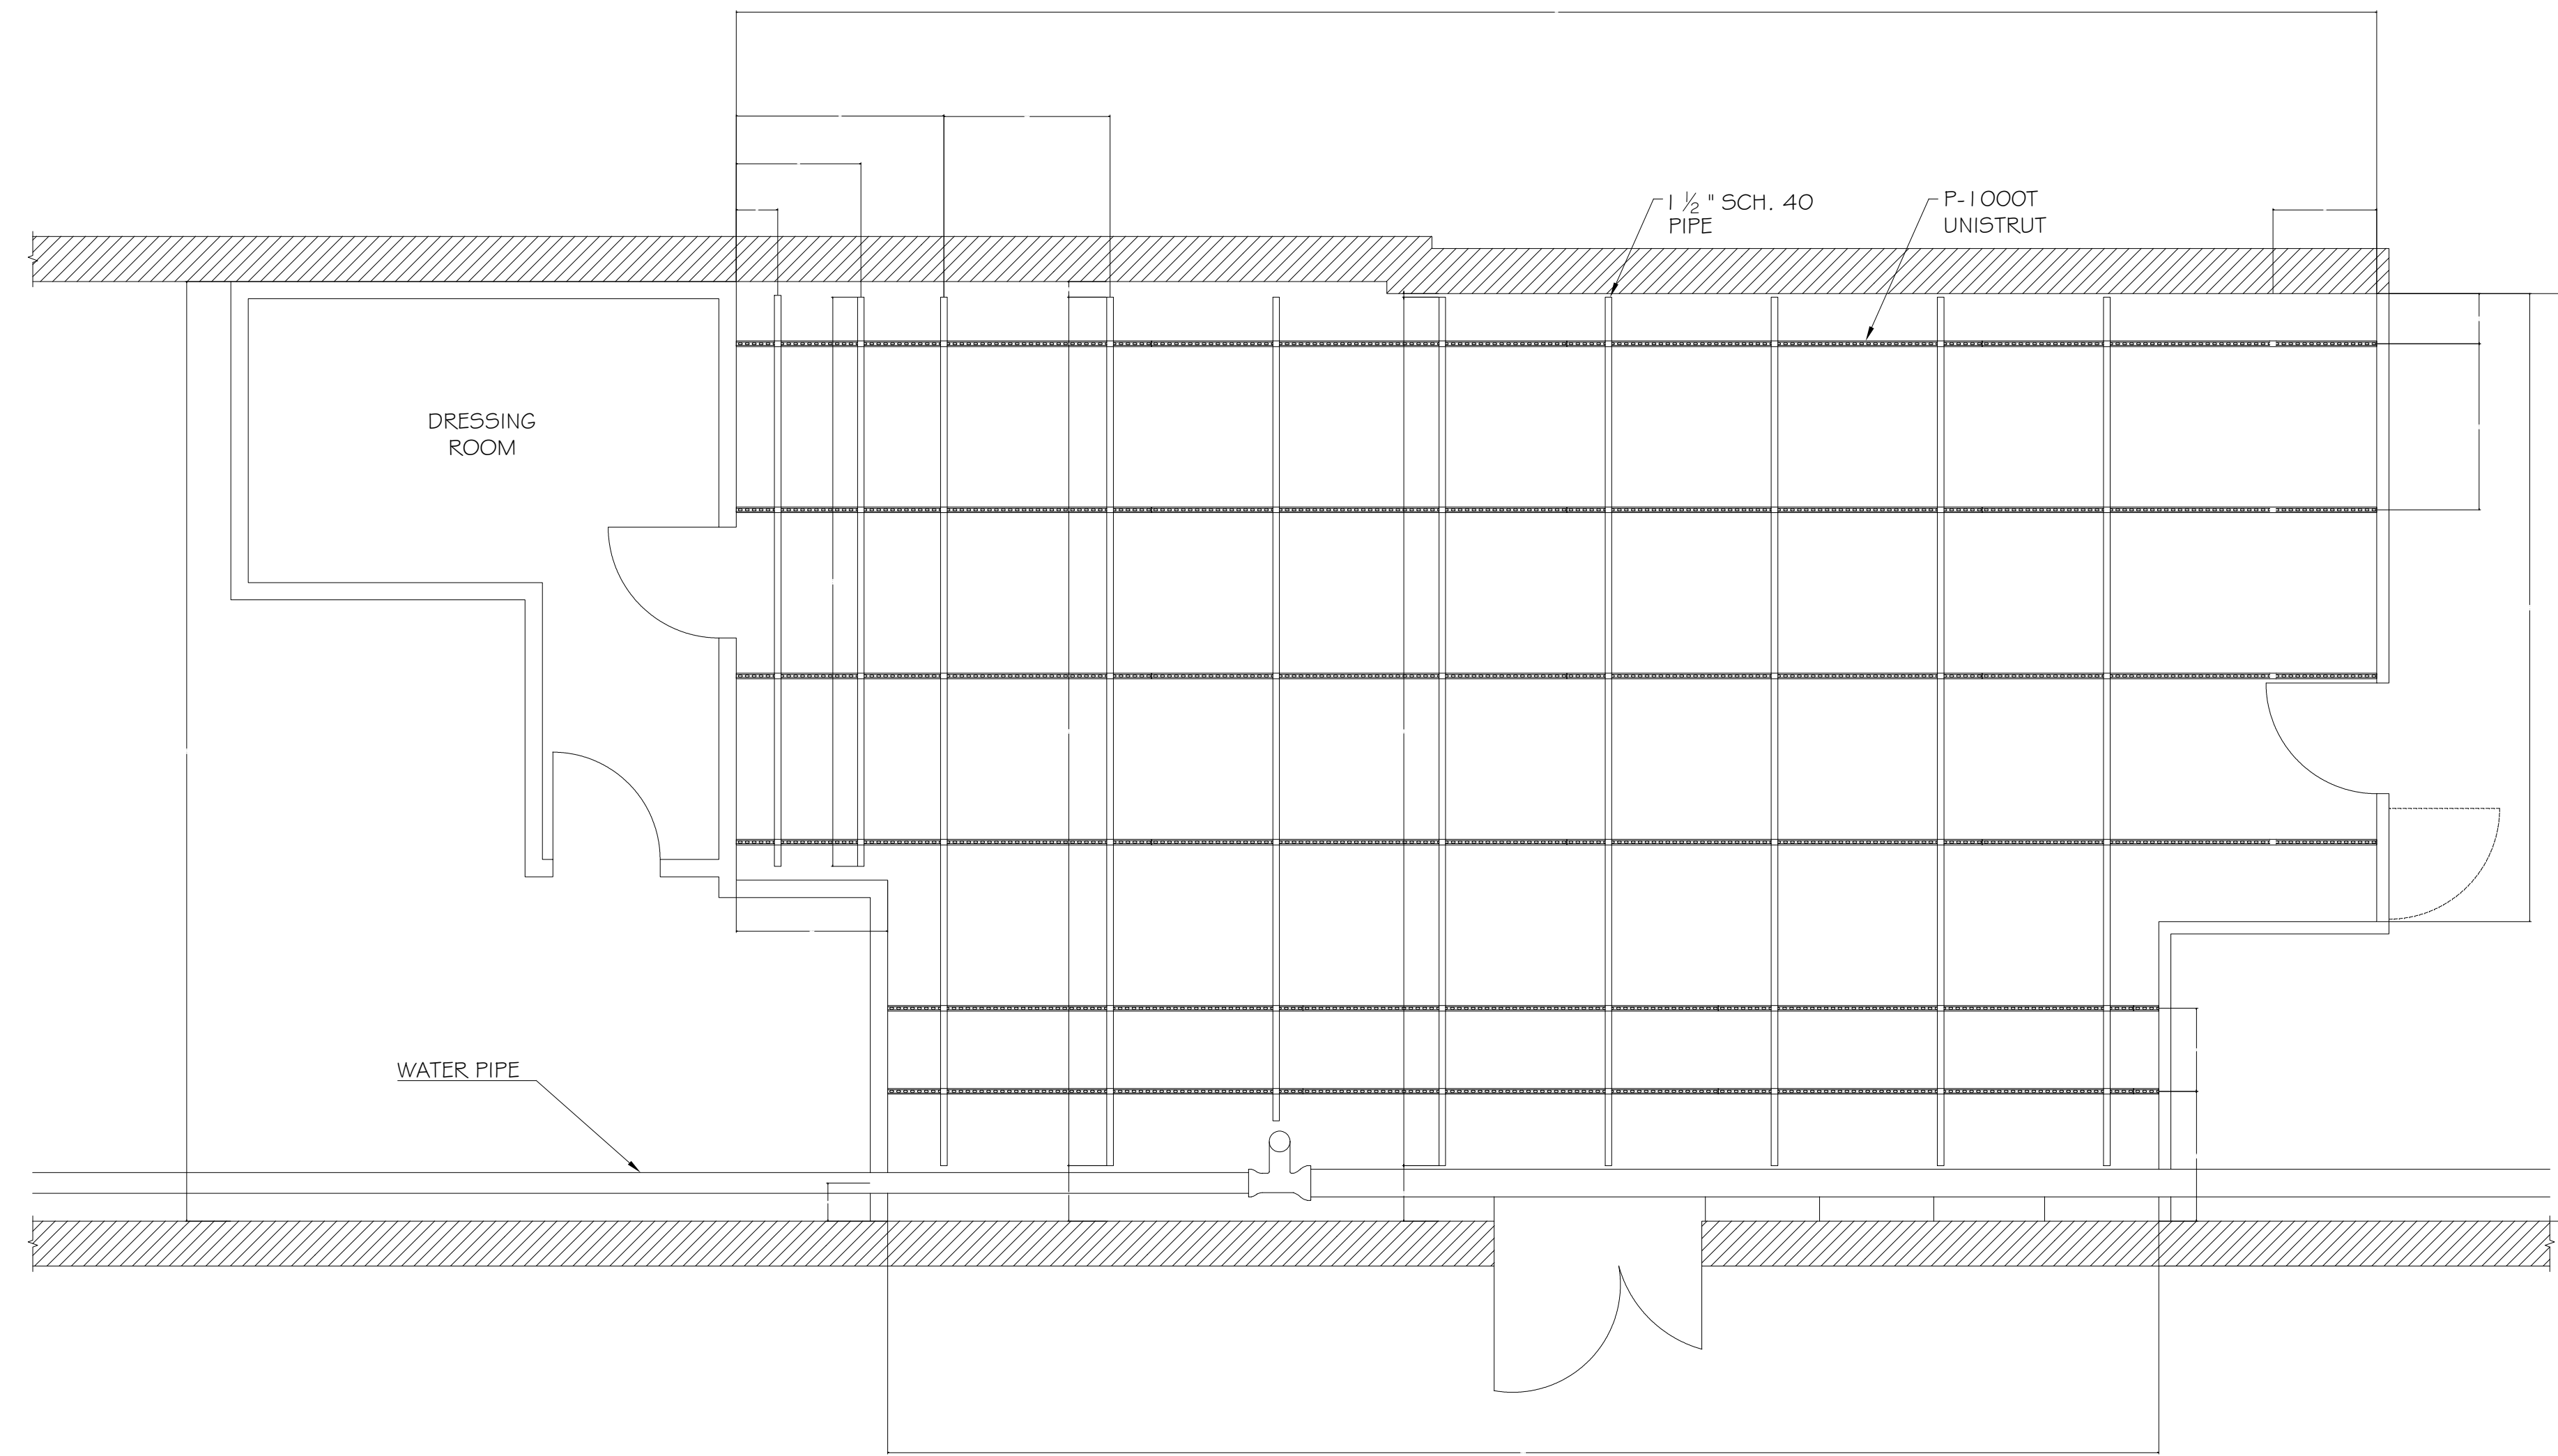 1 ½ " SCH. 40
PIPE
P-1000T
UNISTRUT
DRESSING
ROOM
WATER PIPE